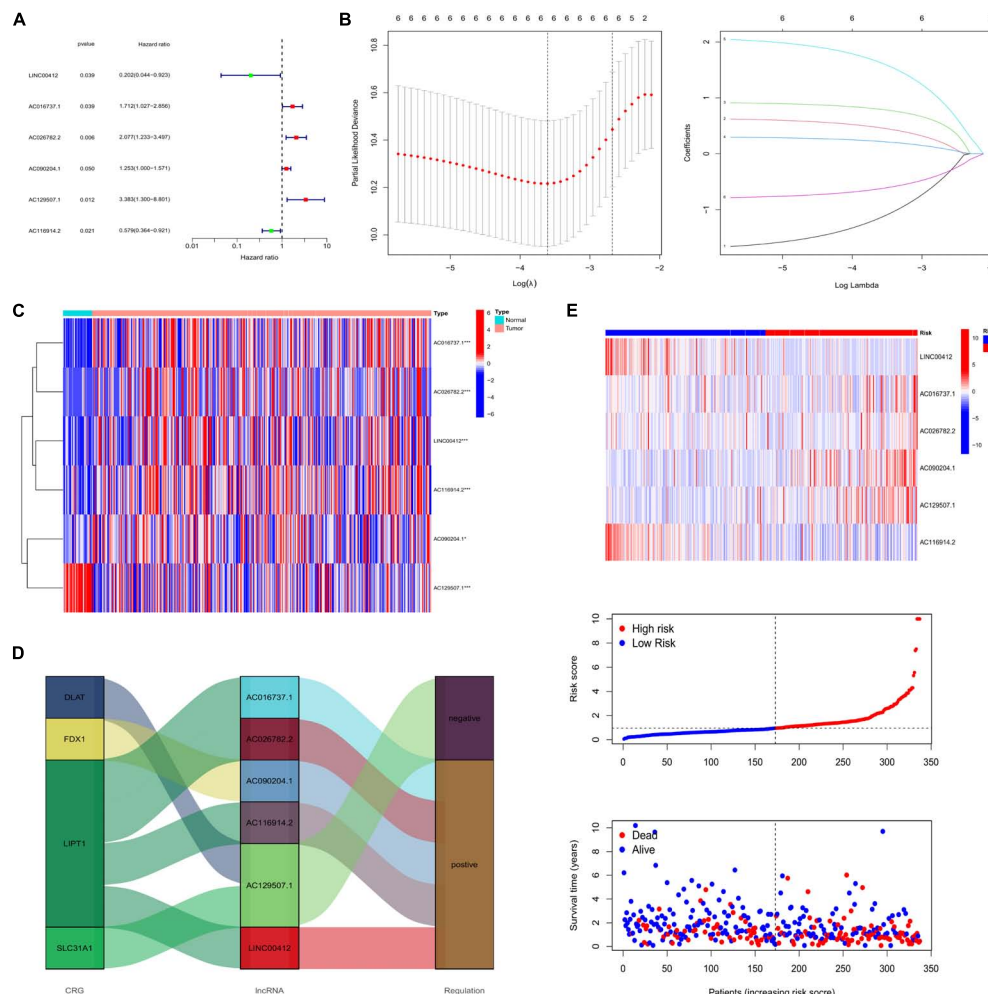 A
pvalue Hazard ratio
LINC00412 0.039 0.202(0.044−0.923)
AC016737.1 0.039 1.712(1.027−2.856)
AC026782.2 0.006 2.077(1.233−3.497)
AC090204.1 0.050 1.253(1.000−1.571)
AC129507.1 0.012 3.383(1.300−8.801)
AC116914.2 0.021 0.579(0.364−0.921)
0.01 0.1 1 10
Hazard ratio
B
6 6 6 6 6 6 6 6 6 6 6 6 6 6 5 2
Partial Likelihood Deviance
10.8
10.6
10.4
10.2
10.0
−5 −4 −3 −2
Log(λ)
6 6 6
Coefficients
2
1
0
−1
−5 −4 −3 −2
Log Lambda
C
Type
AC016737.1***
AC026782.2***
LINC00412***
AC116914.2***
AC090204.1*
AC129507.1***
6
4
2
0
−2
−4
−6
Type
Normal
Tumor
D
DLAT
FDX1
LIPT1
SLC31A1
AC016737.1
AC026782.2
AC090204.1
AC116914.2
AC129507.1
LINC00412
negative
postive
CRG lncRNA Regulation
E
Risk
LINC00412
AC016737.1
AC026782.2
AC090204.1
AC129507.1
AC116914.2
10
5
0
−5
−10
Risk score
10
8
6
4
2
0
High risk
Low Risk
0 50 100 150 200 250 300 350
Survival time (years)
10
8
6
4
2
0
Dead
Alive
0 50 100 150 200 250 300 350
Patients (increasing risk socre)